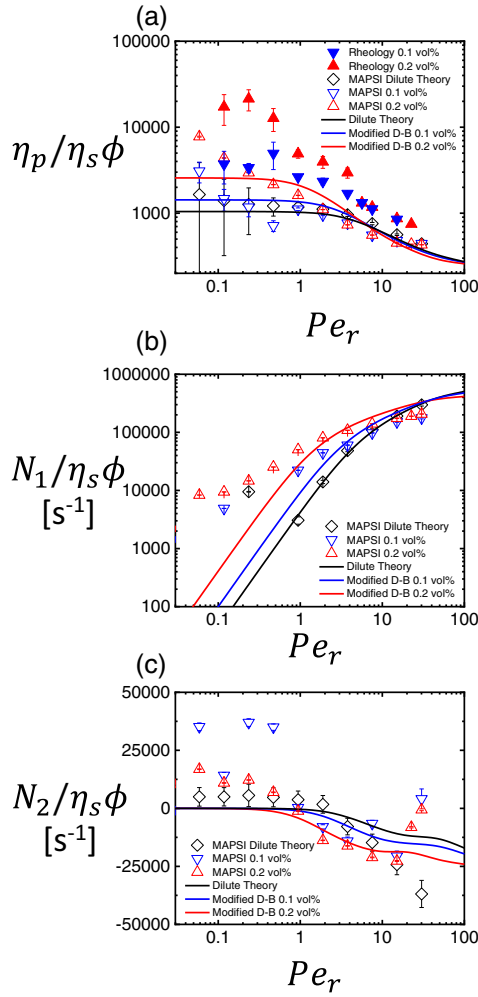 (a)
100000
10000
1000
η_p/η_sϕ
Rheology 0.1 vol%
Rheology 0.2 vol%
MAPSI Dilute Theory
MAPSI 0.1 vol%
MAPSI 0.2 vol%
Dilute Theory
Modified D-B 0.1 vol%
Modified D-B 0.2 vol%
0.1 1 10 100
Pe_r
(b)
1000000
100000
10000
1000
100
N_1/η_sϕ
[s⁻¹]
MAPSI Dilute Theory
MAPSI 0.1 vol%
MAPSI 0.2 vol%
Dilute Theory
Modified D-B 0.1 vol%
Modified D-B 0.2 vol%
0.1 1 10 100
Pe_r
(c)
50000
25000
0
-25000
-50000
N_2/η_sϕ
[s⁻¹]
MAPSI Dilute Theory
MAPSI 0.1 vol%
MAPSI 0.2 vol%
Dilute Theory
Modified D-B 0.1 vol%
Modified D-B 0.2 vol%
0.1 1 10 100
Pe_r